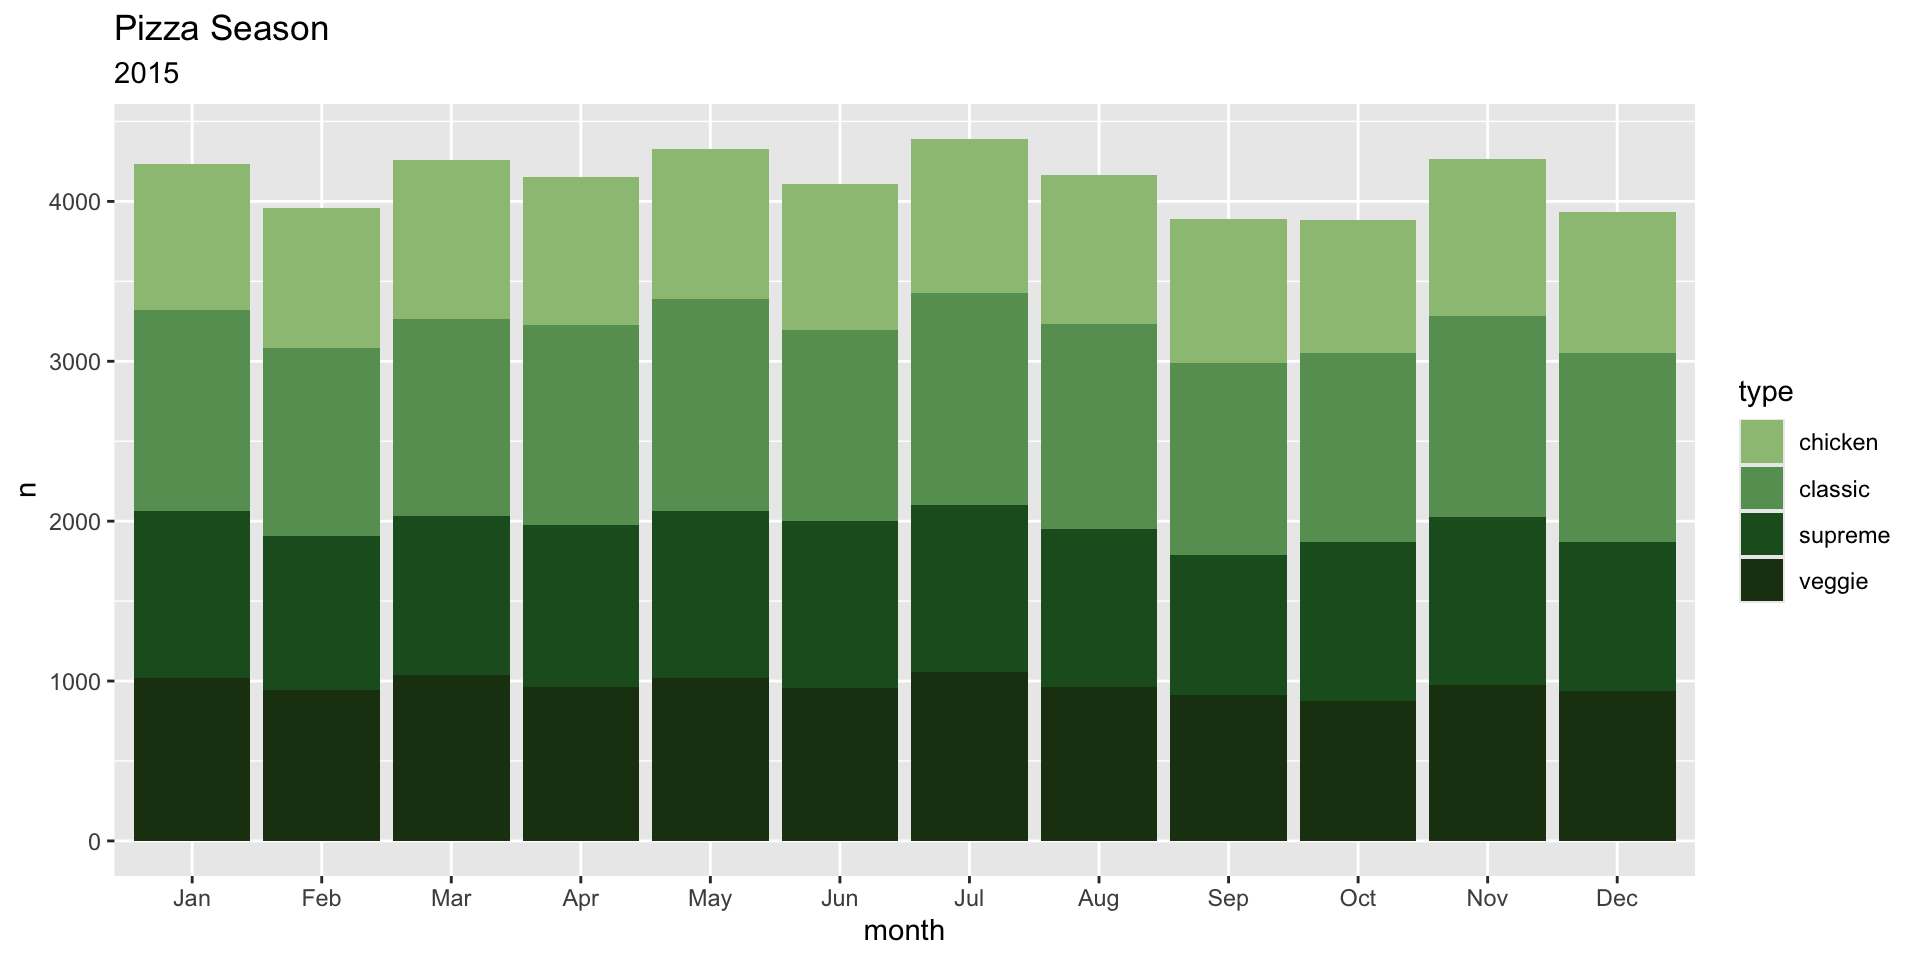 Pizza Season
2015
n
4000
3000
2000
1000
0
Jan Feb Mar Apr May Jun Jul Aug Sep Oct Nov Dec
month
type
chicken
classic
supreme
veggie